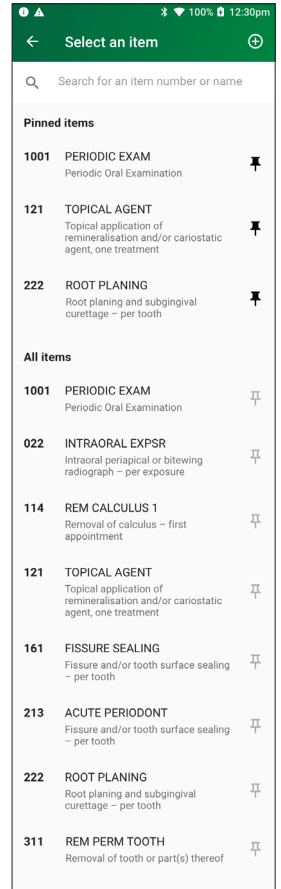 100% 12:30pm
Select an item
Search for an item number or name
Pinned items
1001 PERIODIC EXAM
Periodic Oral Examination
121 TOPICAL AGENT
Topical application of
remineralisation and/or cariostatic
agent, one treatment
222 ROOT PLANING
Root planing and subgingival
curettage – per tooth
All items
1001 PERIODIC EXAM
Periodic Oral Examination
022 INTRAORAL EXPSR
Intraoral periapical or bitewing
radiograph – per exposure
114 REM CALCULUS 1
Removal of calculus – first
appointment
121 TOPICAL AGENT
Topical application of
remineralisation and/or cariostatic
agent, one treatment
161 FISSURE SEALING
Fissure and/or tooth surface sealing
– per tooth
213 ACUTE PERIODONT
Fissure and/or tooth surface sealing
– per tooth
222 ROOT PLANING
Root planing and subgingival
curettage – per tooth
311 REM PERM TOOTH
Removal of tooth or part(s) thereof